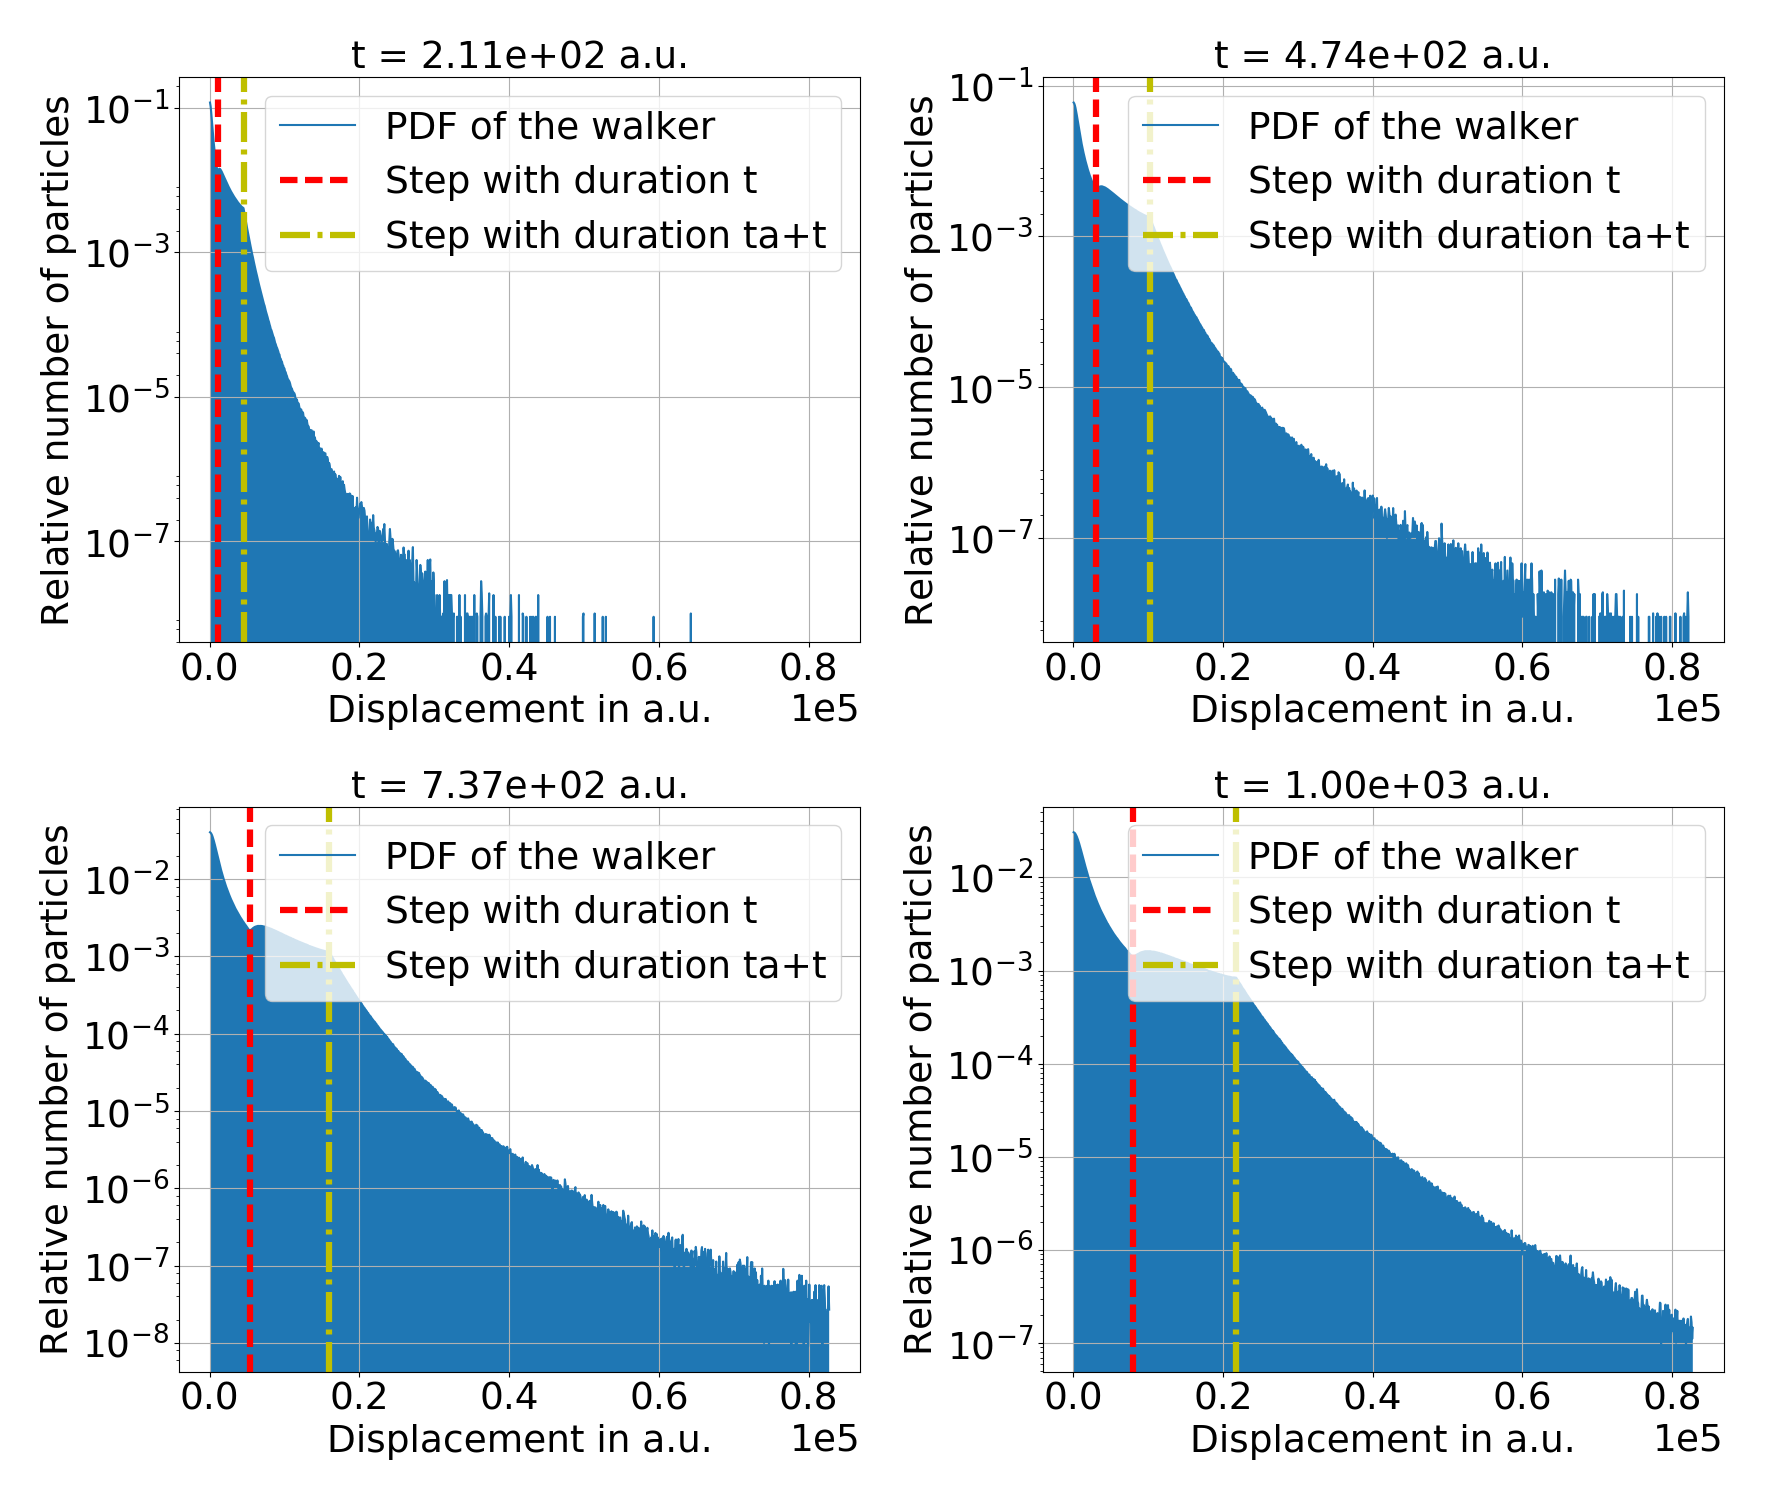 t = 2.11e+02 a.u.
Relative number of particles
10⁻¹
10⁻³
10⁻⁵
10⁻⁷
PDF of the walker
Step with duration t
Step with duration ta+t
0.0 0.2 0.4 0.6 0.8
Displacement in a.u. 1e5
t = 4.74e+02 a.u.
Relative number of particles
10⁻¹
10⁻³
10⁻⁵
10⁻⁷
PDF of the walker
Step with duration t
Step with duration ta+t
0.0 0.2 0.4 0.6 0.8
Displacement in a.u. 1e5
t = 7.37e+02 a.u.
Relative number of particles
10⁻²
10⁻³
10⁻⁴
10⁻⁵
10⁻⁶
10⁻⁷
10⁻⁸
PDF of the walker
Step with duration t
Step with duration ta+t
0.0 0.2 0.4 0.6 0.8
Displacement in a.u. 1e5
t = 1.00e+03 a.u.
Relative number of particles
10⁻²
10⁻³
10⁻⁴
10⁻⁵
10⁻⁶
10⁻⁷
PDF of the walker
Step with duration t
Step with duration ta+t
0.0 0.2 0.4 0.6 0.8
Displacement in a.u. 1e5